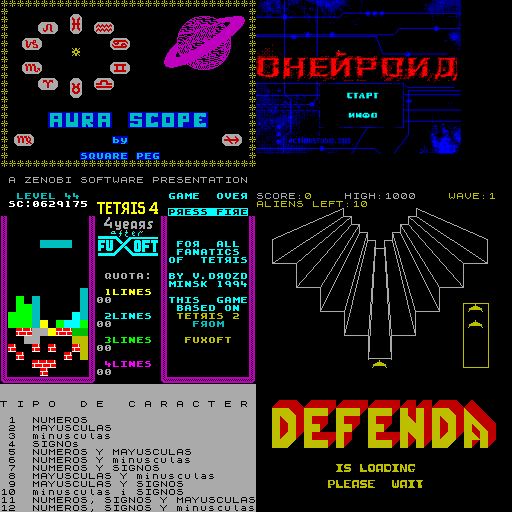 AURA SCOPE
by
SQUARE PEG
A ZENOBI SOFTWARE PRESENTATION
ОНЕЙРОИД
СТАРТ
ИНФО
LEVEL 44
SC:0629175
TETЯIS 4
4years
after
FUXOFT
QUOTA:
1LINES
00
2LINES
00
3LINES
00
4LINES
00
GAME OVER
PRESS FIRE
FOR ALL
FANATICS
OF TETRIS
BY V.DROZD
MINSK 1994
THIS GAME
BASED ON
TETRIS 2
FROM
FUXOFT
SCORE:0 HIGH:1000 WAVE:1
ALIENS LEFT:10
TIPO DE CARACTER
1 NUMEROS
2 MAYUSCULAS
3 minusculas
4 SIGNOs
5 NUMEROS Y MAYUSCULAS
6 NUMEROS Y minusculas
7 NUMEROS Y SIGNOS
8 MAYUSCULAS Y minusculas
9 MAYUSCULAS Y SIGNOS
10 minusculas i SIGNOS
11 NUMEROS, SIGNOS Y MAYUSCULAS
12 NUMEROS, SIGNOS Y minusculas
DEFENDA
IS LOADING
PLEASE WAIT